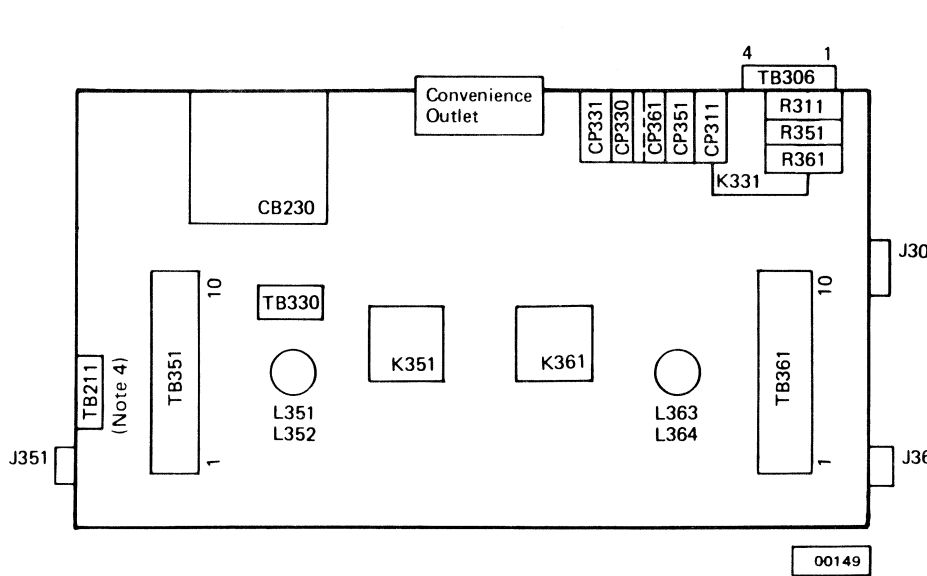 4 1
TB306
Convenience
Outlet
CP331
CP330
CP361
CP351
CP311
R311
R351
R361
K331
CB230
J30
10
TB330
10
K351
K361
TB211
(Note 4)
TB351
TB361
L351
L352
L363
L364
J351
1
1
J36
00149